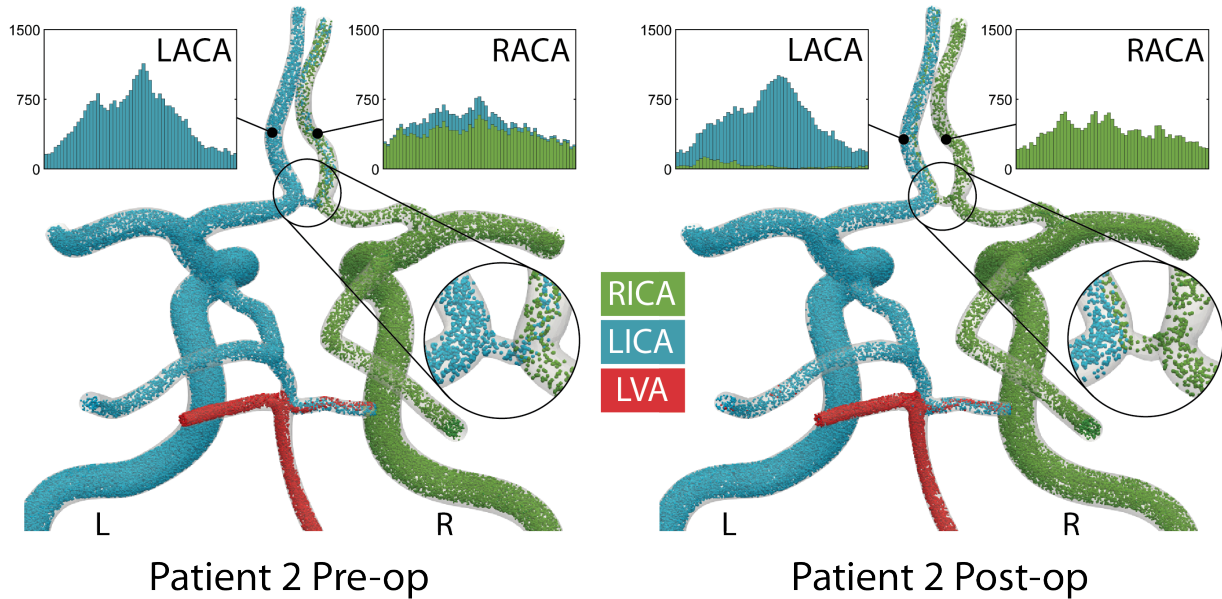 1500
750
0
LACA
1500
750
0
RACA
1500
750
0
LACA
1500
750
0
RACA
RICA
LICA
LVA
L
R
L
R
Patient 2 Pre-op
Patient 2 Post-op